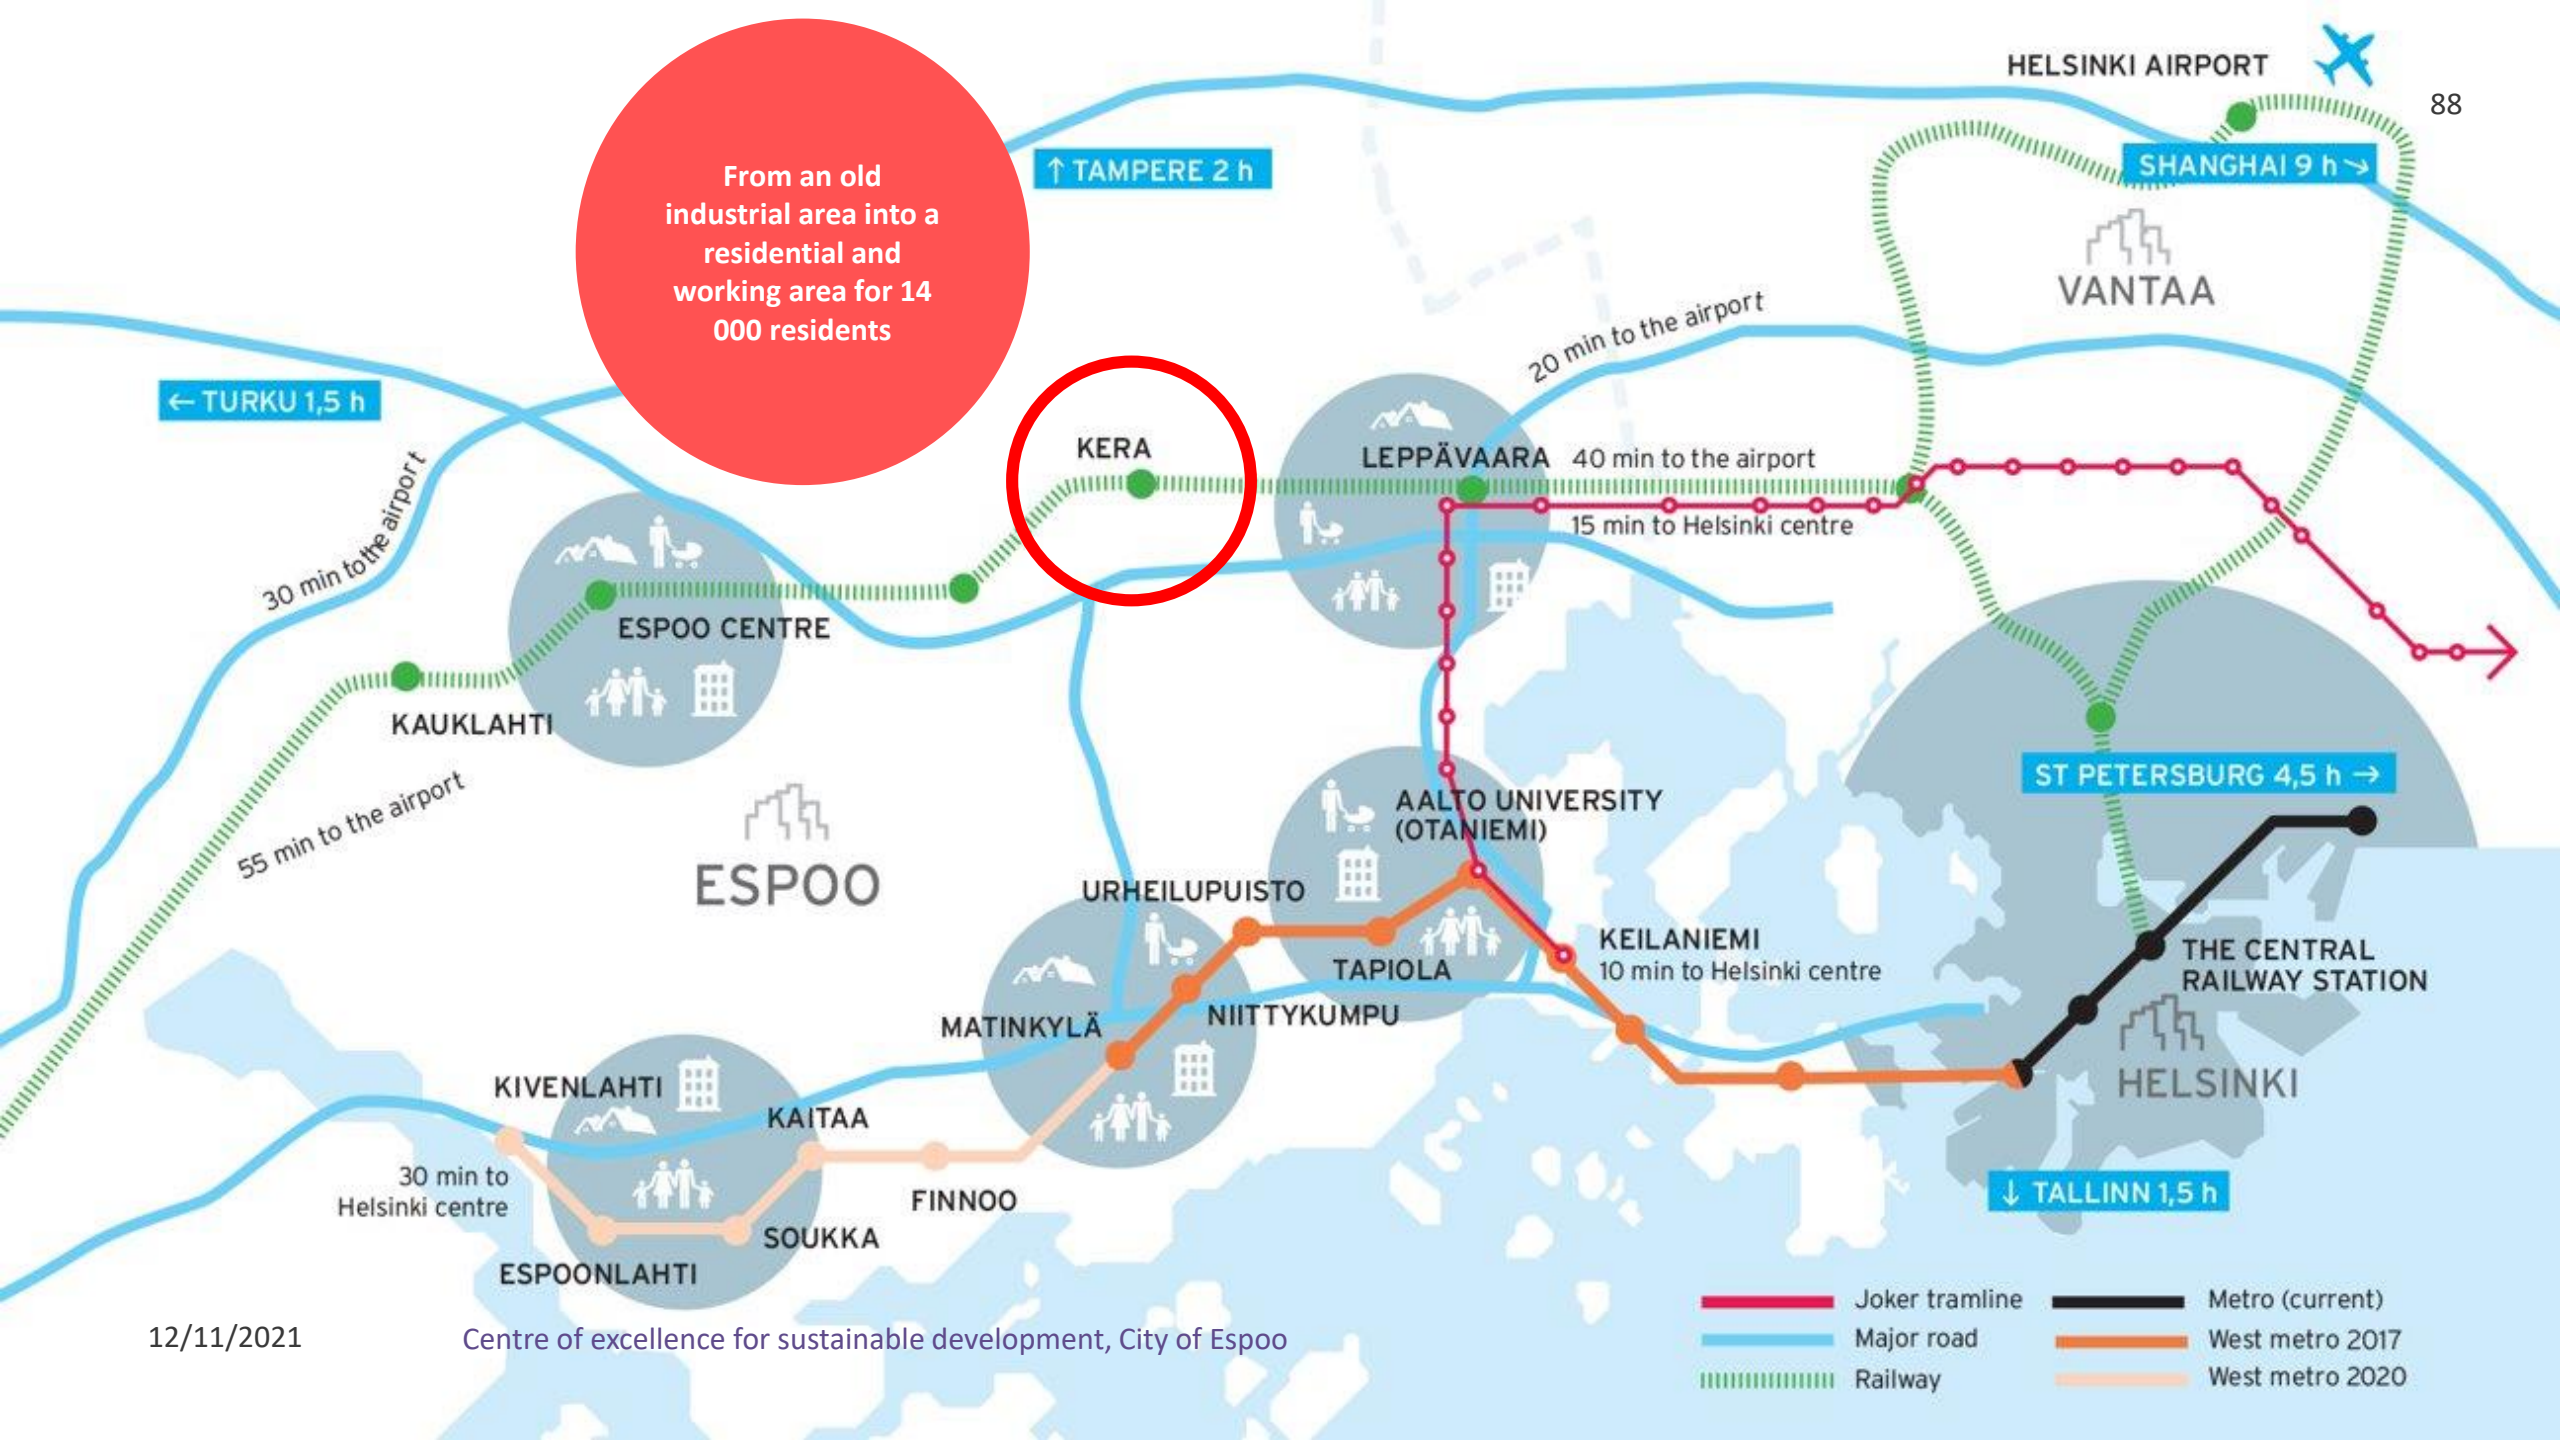 HELSINKI AIRPORT
88
From an old
industrial area into a
residential and
working area for 14
000 residents
↑ TAMPERE 2 h
SHANGHAI 9 h →
VANTAA
20 min to the airport
← TURKU 1,5 h
KERA
LEPPÄVAARA
40 min to the airport
15 min to Helsinki centre
30 min to the airport
ESPOO CENTRE
KAUKLAHTI
55 min to the airport
ESPOO
ST PETERSBURG 4,5 h →
AALTO UNIVERSITY
(OTANIEMI)
URHEILUPUISTO
KEILANIEMI
10 min to Helsinki centre
TAPIOLA
THE CENTRAL
RAILWAY STATION
MATINKYLÄ
NIITTYKUMPU
HELSINKI
KIVENLAHTI
KAITAA
30 min to
Helsinki centre
FINNOO
SOUKKA
ESPOONLAHTI
↓ TALLINN 1,5 h
Joker tramline
Major road
Railway
Metro (current)
West metro 2017
West metro 2020
12/11/2021
Centre of excellence for sustainable development, City of Espoo